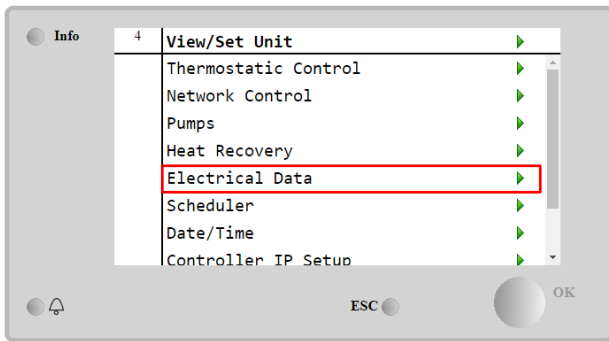 Info
4 View/Set Unit
Thermostatic Control
Network Control
Pumps
Heat Recovery
Electrical Data
Scheduler
Date/Time
Controller IP Setup
ESC
OK